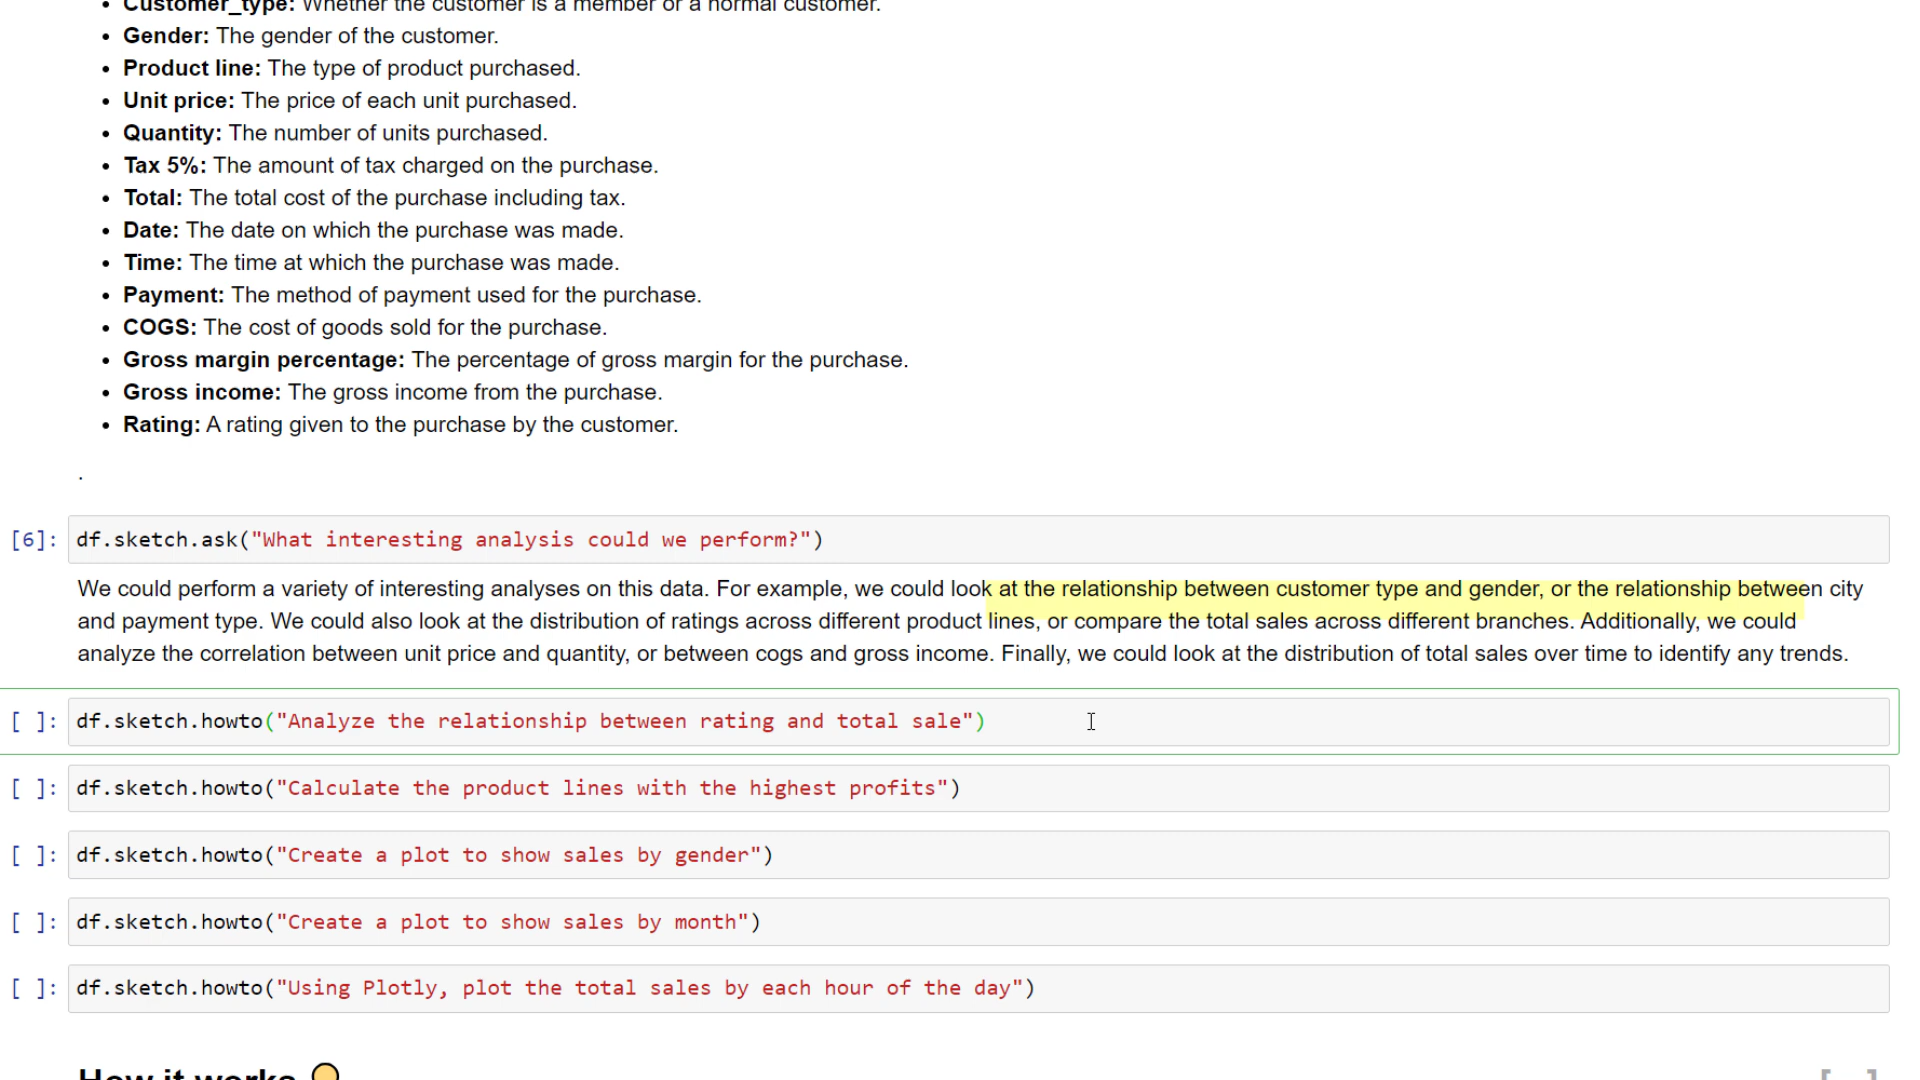 Customer_type: Whether the customer is a member or a normal customer.
• Gender: The gender of the customer.
• Product line: The type of product purchased.
• Unit price: The price of each unit purchased.
• Quantity: The number of units purchased.
• Tax 5%: The amount of tax charged on the purchase.
• Total: The total cost of the purchase including tax.
• Date: The date on which the purchase was made.
• Time: The time at which the purchase was made.
• Payment: The method of payment used for the purchase.
• COGS: The cost of goods sold for the purchase.
• Gross margin percentage: The percentage of gross margin for the purchase.
• Gross income: The gross income from the purchase.
• Rating: A rating given to the purchase by the customer.
.
[6]: df.sketch.ask("What interesting analysis could we perform?")
We could perform a variety of interesting analyses on this data. For example, we could look at the relationship between customer type and gender, or the relationship between city
and payment type. We could also look at the distribution of ratings across different product lines, or compare the total sales across different branches. Additionally, we could
analyze the correlation between unit price and quantity, or between cogs and gross income. Finally, we could look at the distribution of total sales over time to identify any trends.
[ ]: df.sketch.howto("Analyze the relationship between rating and total sale")
[ ]: df.sketch.howto("Calculate the product lines with the highest profits")
[ ]: df.sketch.howto("Create a plot to show sales by gender")
[ ]: df.sketch.howto("Create a plot to show sales by month")
[ ]: df.sketch.howto("Using Plotly, plot the total sales by each hour of the day")
How it works